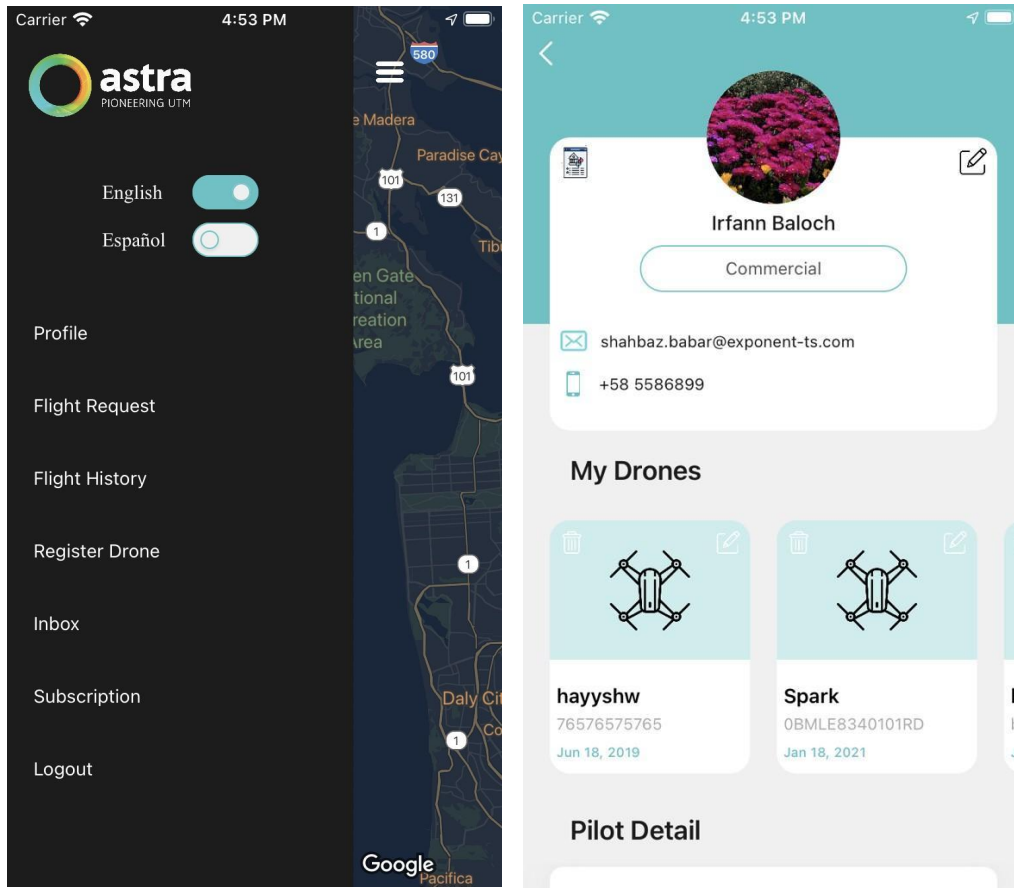 Carrier 4:53 PM
astra
PIONEERING UTM
English
Español
Profile
Flight Request
Flight History
Register Drone
Inbox
Subscription
Logout
580
e Madera
Paradise Cay
101
131
1
Tibu
en Gate
tional
reation
Area
101
1
Daly Cit
Co
1
Google
Pacifica
Carrier 4:53 PM
Irfann Baloch
Commercial
shahbaz.babar@exponent-ts.com
+58 5586899
My Drones
hayyshw
76576575765
Jun 18, 2019
Spark
0BMLE8340101RD
Jan 18, 2021
Pilot Detail